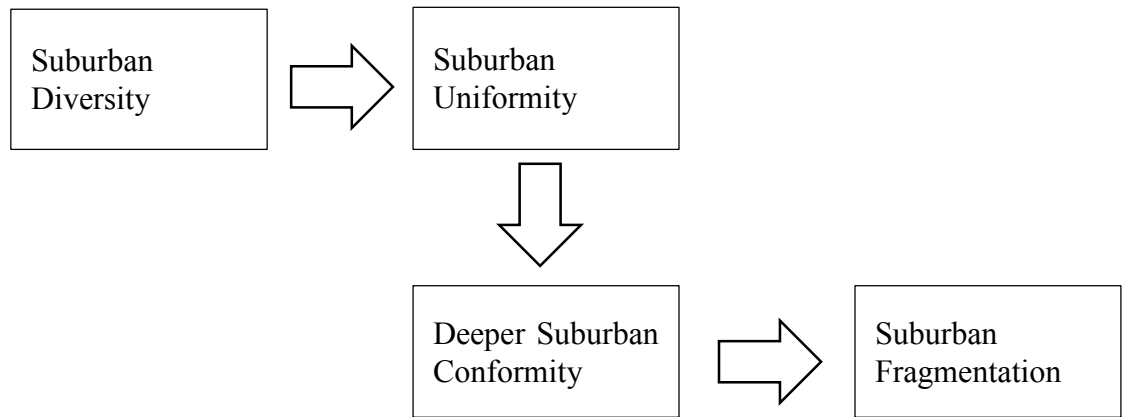 Suburban
Diversity
Suburban
Uniformity
Deeper Suburban
Conformity
Suburban
Fragmentation